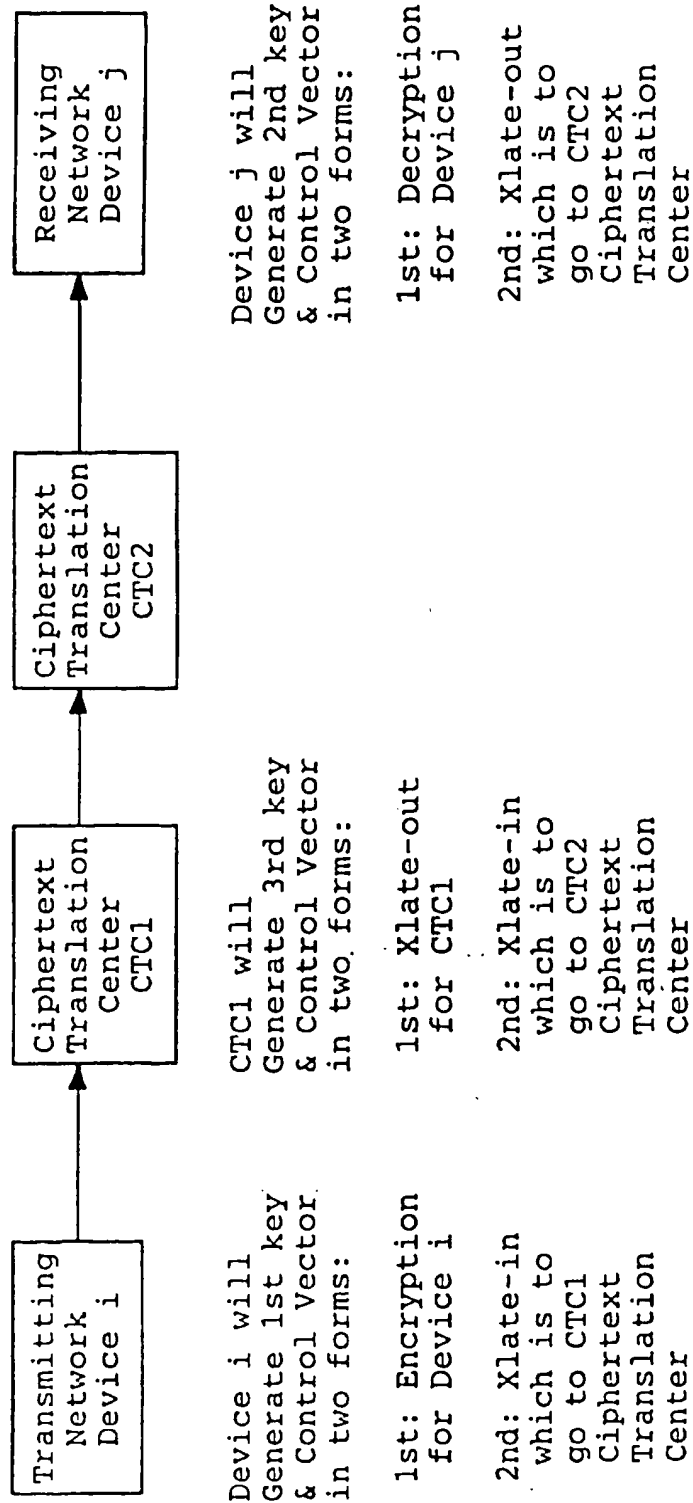 Transmitting
Network
Device i
Ciphertext
Translation
Center
CTC1
Ciphertext
Translation
Center
CTC2
Receiving
Network
Device j
Device i will
Generate 1st key
& Control Vector
in two forms:
1st: Encryption
for Device i
2nd: Xlate-in
which is to
go to CTC1
Ciphertext
Translation
Center
CTC1 will
Generate 3rd key
& Control Vector
in two forms:
1st: Xlate-out
for CTC1
2nd: Xlate-in
which is to
go to CTC2
Ciphertext
Translation
Center
Device j will
Generate 2nd key
& Control Vector
in two forms:
1st: Decryption
for Device j
2nd: Xlate-out
which is to
go to CTC2
Ciphertext
Translation
Center